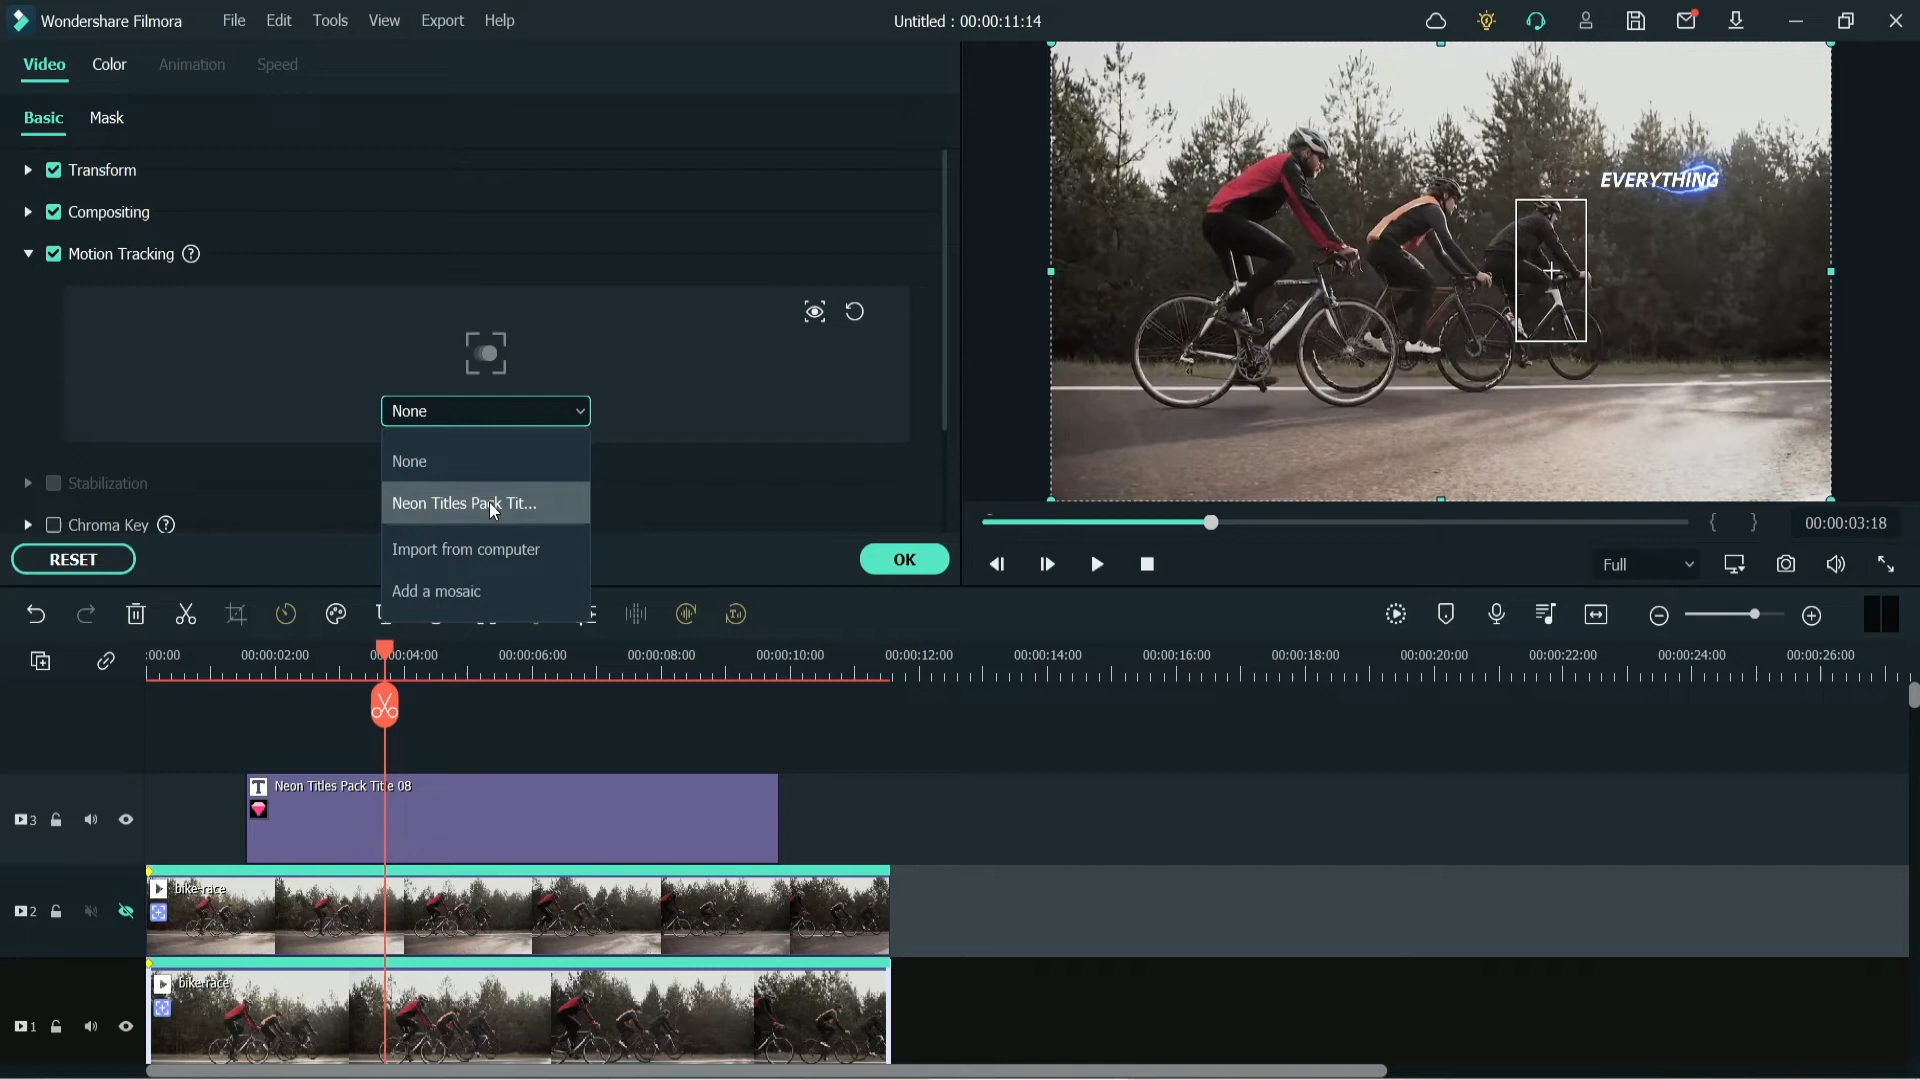 Wondershare Filmora File Edit Tools View Export Help Untitled : 00:00:11:14
Video Color Animation Speed
Basic Mask
Transform
Compositing
Motion Tracking ?
EVERYTHING
None
None
Neon Titles Pack Tit...
Import from computer
Add a mosaic
Stabilization
Chroma Key ?
RESET OK
{ } 00:00:03:18
Full
:00:00 00:00:02:00 00:00:04:00 00:00:06:00 00:00:08:00 00:00:10:00 00:00:12:00 00:00:14:00 00:00:16:00 00:00:18:00 00:00:20:00 00:00:22:00 00:00:24:00 00:00:26:00
T Neon Titles Pack Title 08
3
bike-race
2
bike-race
1